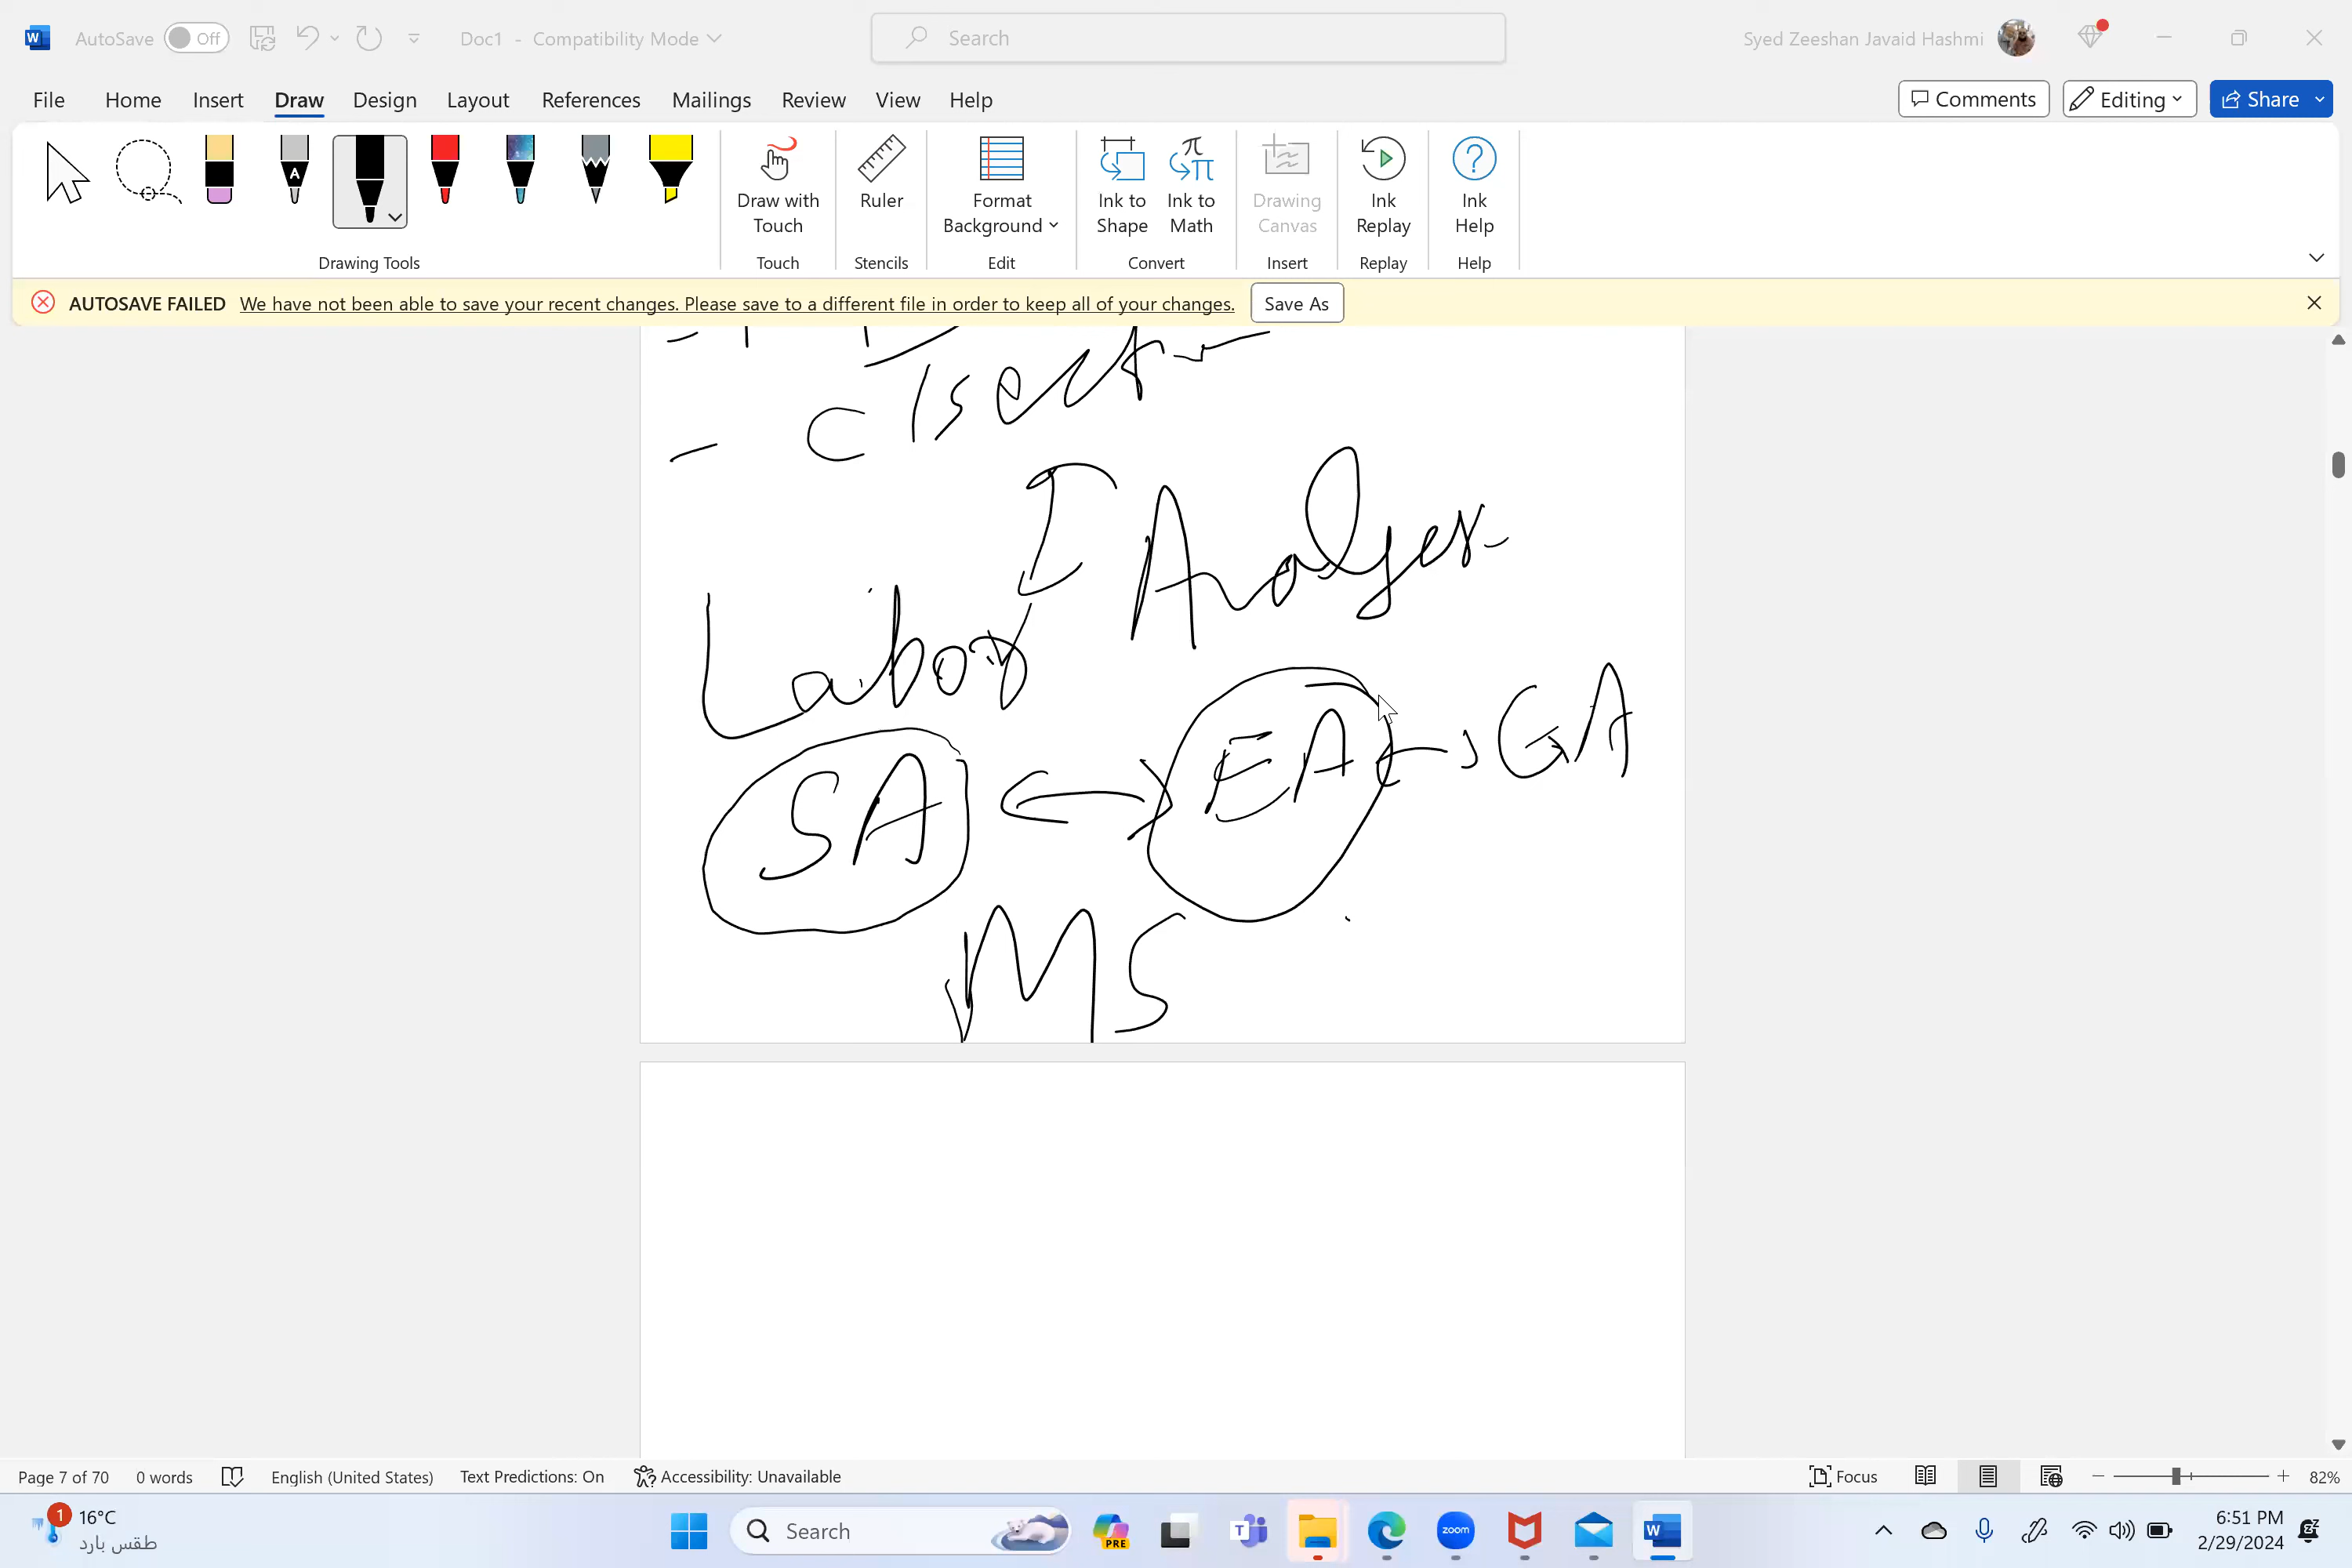 AutoSave Off Doc1 - Compatibility Mode Search Syed Zeeshan Javaid Hashmi
File Home Insert Draw Design Layout References Mailings Review View Help Comments Editing Share
A
Draw with Touch Ruler Format Background Ink to Shape Ink to Math Drawing Canvas Ink Replay Ink Help
Drawing Tools Touch Stencils Edit Convert Insert Replay Help
AUTOSAVE FAILED We have not been able to save your recent changes. Please save to a different file in order to keep all of your changes. Save As
- C/sect
Labor
SA EA GA
MS
Page 7 of 70 0 words English (United States) Text Predictions: On Accessibility: Unavailable Focus 82%
1 16°C Search PRE zoom 6:51 PM
طقس بارد 2/29/2024